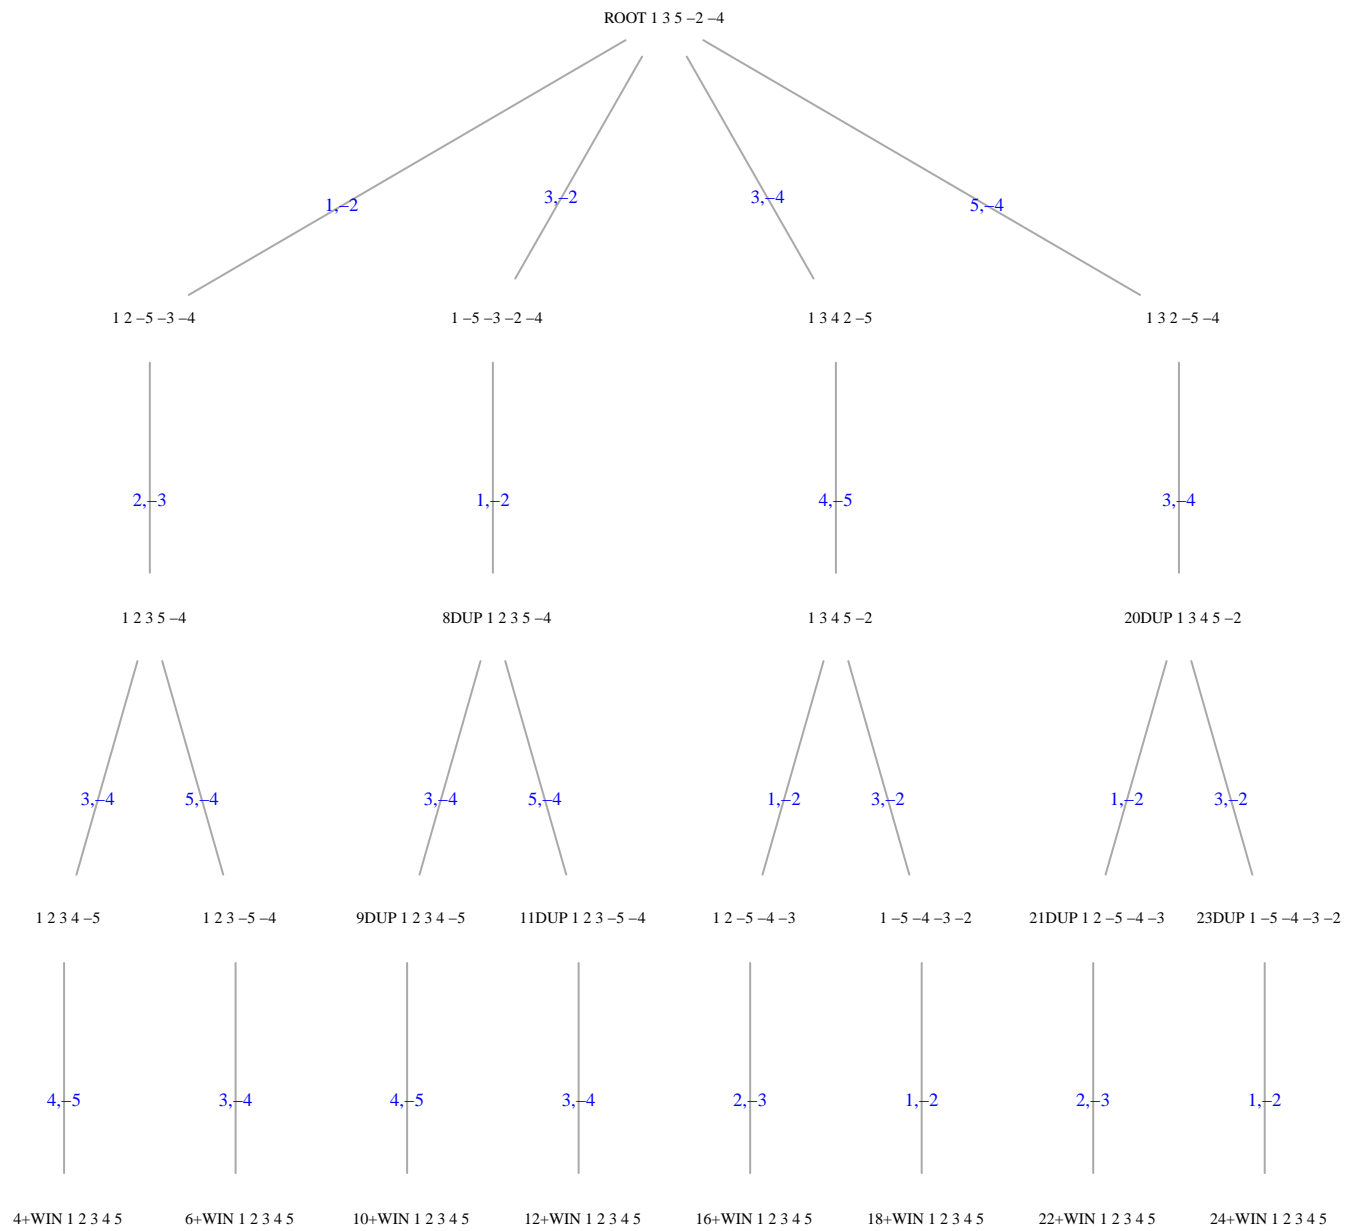 ROOT 1 3 5 −2 −4
1,−2 3,−2 3,−4 5,−4
1 2 −5 −3 −4 1 −5 −3 −2 −4 1 3 4 2 −5 1 3 2 −5 −4
2,−3 1,−2 4,−5 3,−4
1 2 3 5 −4 8DUP 1 2 3 5 −4 1 3 4 5 −2 20DUP 1 3 4 5 −2
3,−4 5,−4 3,−4 5,−4 1,−2 3,−2 1,−2 3,−2
1 2 3 4 −5 1 2 3 −5 −4 9DUP 1 2 3 4 −5 11DUP 1 2 3 −5 −4 1 2 −5 −4 −3 1 −5 −4 −3 −2 21DUP 1 2 −5 −4 −3 23DUP 1 −5 −4 −3 −2
4,−5 3,−4 4,−5 3,−4 2,−3 1,−2 2,−3 1,−2
4+WIN 1 2 3 4 5 6+WIN 1 2 3 4 5 10+WIN 1 2 3 4 5 12+WIN 1 2 3 4 5 16+WIN 1 2 3 4 5 18+WIN 1 2 3 4 5 22+WIN 1 2 3 4 5 24+WIN 1 2 3 4 5